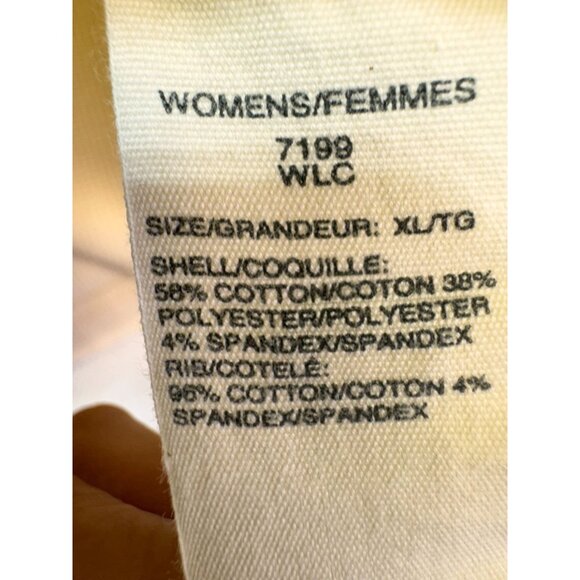 WOMENS/FEMMES
7199
WLC
SIZE/GRANDEUR: XL/TG
SHELL/COQUILLE:
58% COTTON/COTON 38%
POLYESTER/POLYESTER
4% SPANDEX/SPANDEX
RIB/COTELÉ:
96% COTTON/COTON 4%
SPANDEX/SPANDEX